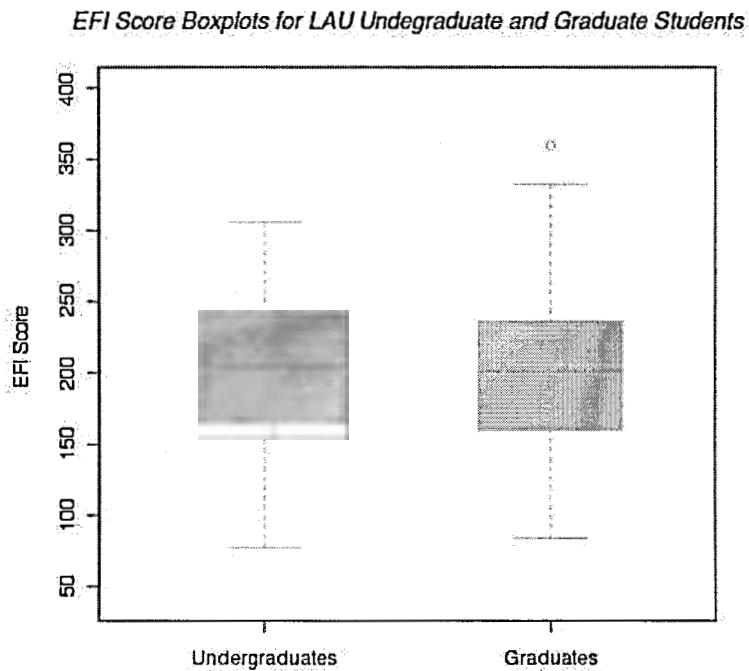 EFI Score Boxplots for LAU Undegraduate and Graduate Students
400
350
300
250
200
150
100
50
EFI Score
Undergraduates
Graduates